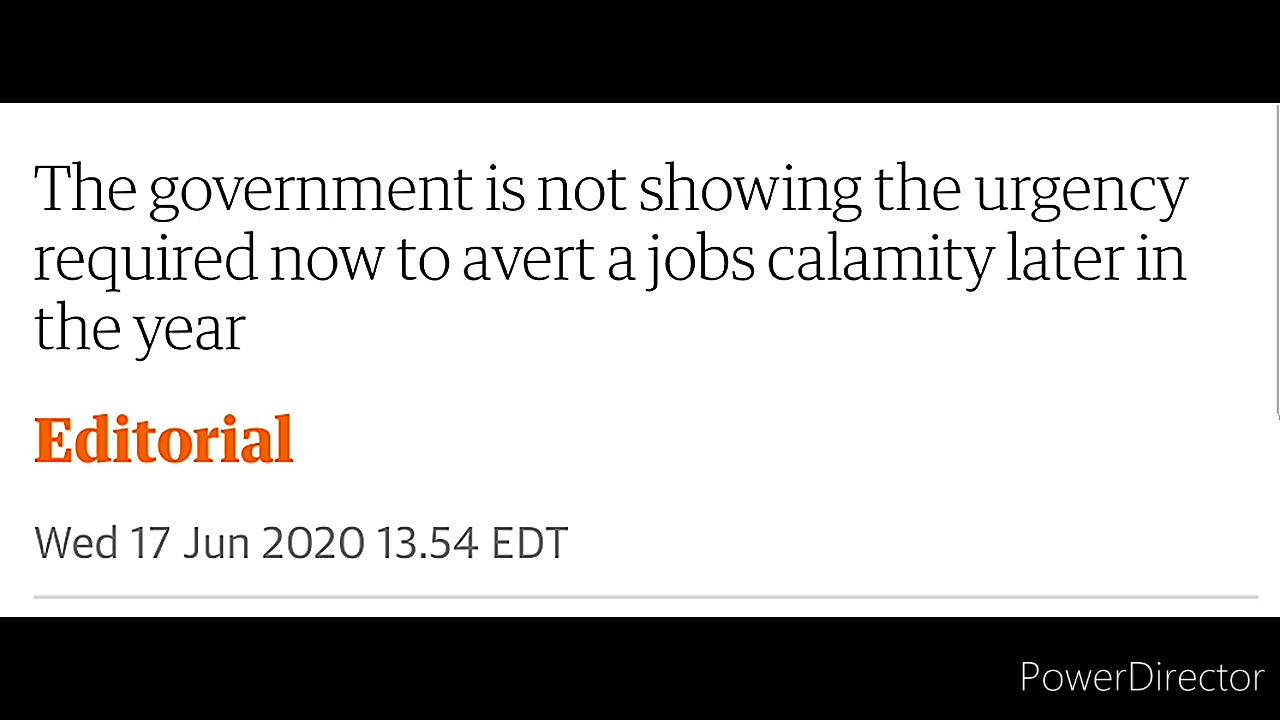 The government is not showing the urgency
required now to avert a jobs calamity later in
the year
Editorial
Wed 17 Jun 2020 13.54 EDT
PowerDirector